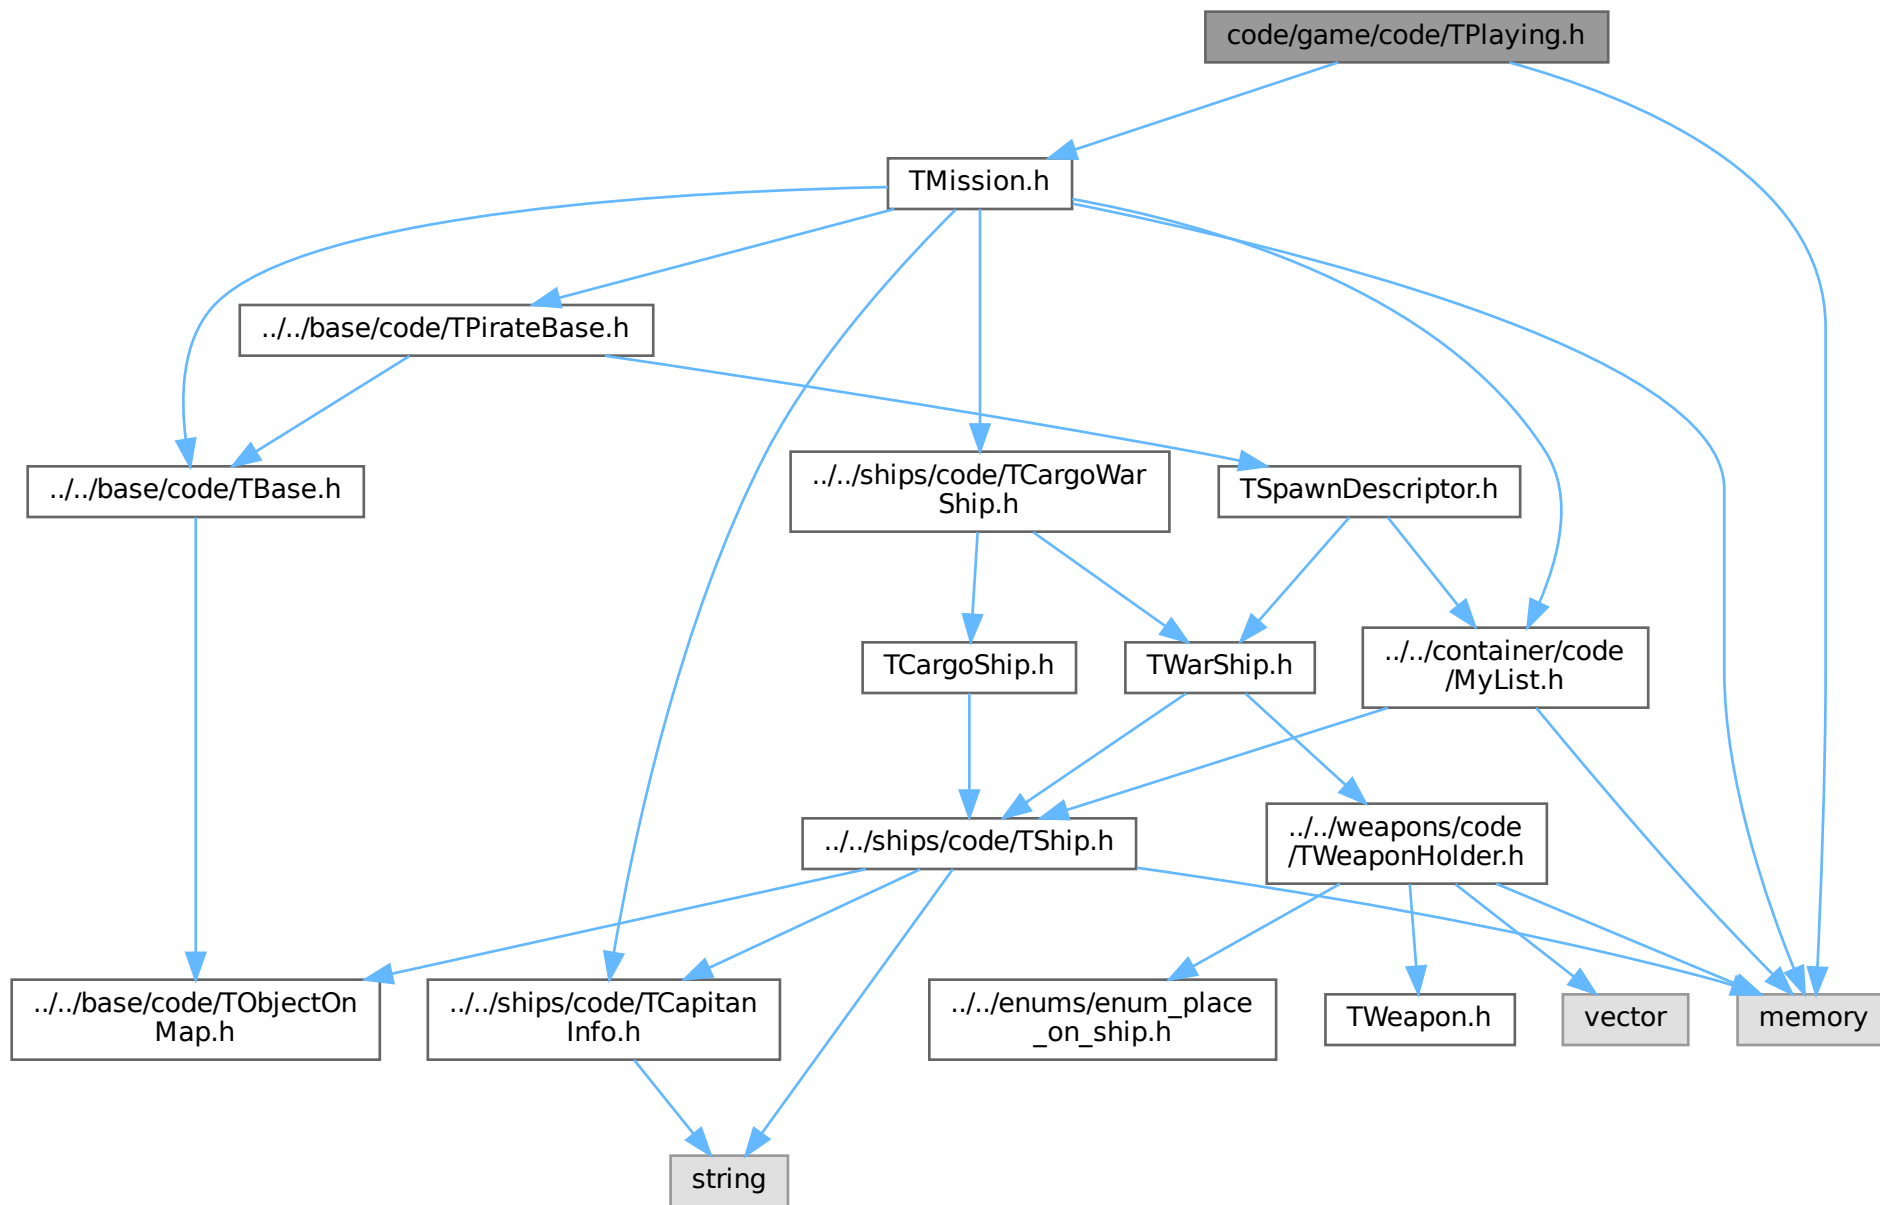 code/game/code/TPlaying.h
TMission.h
../../base/code/TPirateBase.h
../../base/code/TBase.h
../../ships/code/TCargoWar
Ship.h
TSpawnDescriptor.h
TCargoShip.h
TWarShip.h
../../container/code
/MyList.h
../../ships/code/TShip.h
../../weapons/code
/TWeaponHolder.h
../../base/code/TObjectOn
Map.h
../../ships/code/TCapitan
Info.h
../../enums/enum_place
_on_ship.h
TWeapon.h
vector
memory
string